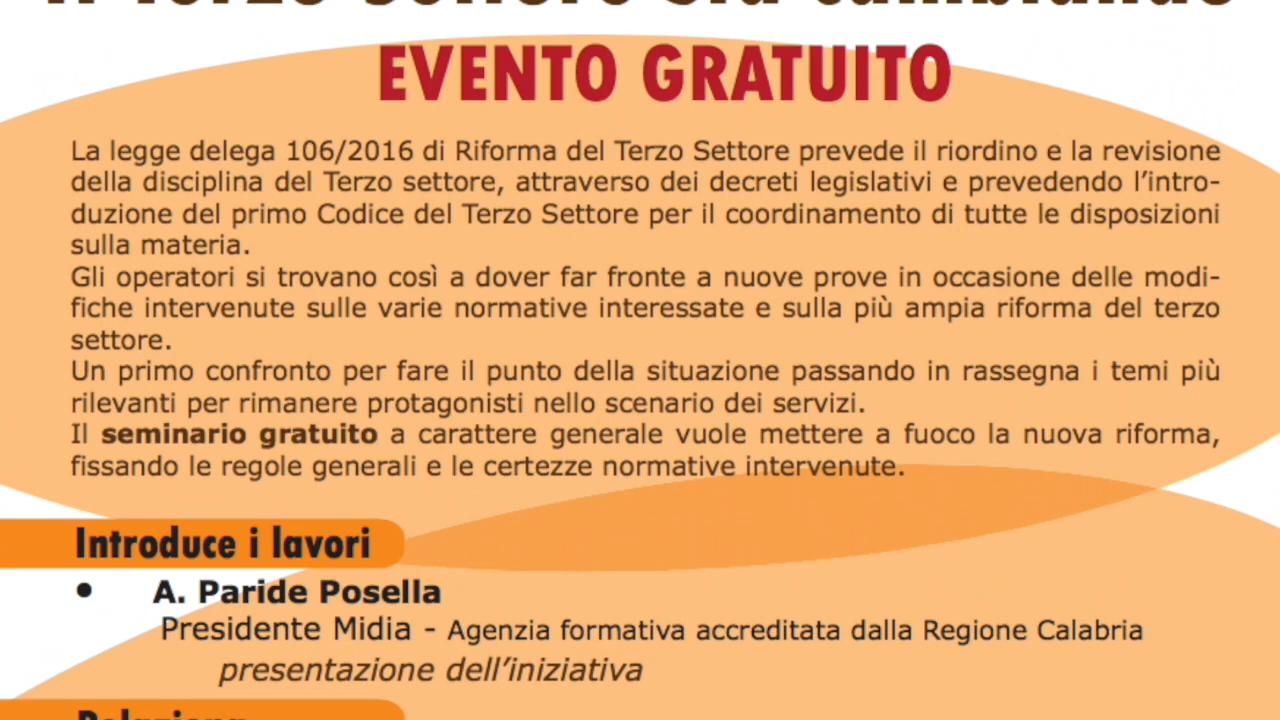 Il terzo settore sta cambiando
EVENTO GRATUITO
La legge delega 106/2016 di Riforma del Terzo Settore prevede il riordino e la revisione
della disciplina del Terzo settore, attraverso dei decreti legislativi e prevedendo l’intro-
duzione del primo Codice del Terzo Settore per il coordinamento di tutte le disposizioni
sulla materia.
Gli operatori si trovano così a dover far fronte a nuove prove in occasione delle modi-
fiche intervenute sulle varie normative interessate e sulla più ampia riforma del terzo
settore.
Un primo confronto per fare il punto della situazione passando in rassegna i temi più
rilevanti per rimanere protagonisti nello scenario dei servizi.
Il seminario gratuito a carattere generale vuole mettere a fuoco la nuova riforma,
fissando le regole generali e le certezze normative intervenute.
Introduce i lavori
• A. Paride Posella
Presidente Midia - Agenzia formativa accreditata dalla Regione Calabria
presentazione dell’iniziativa
Relaziona